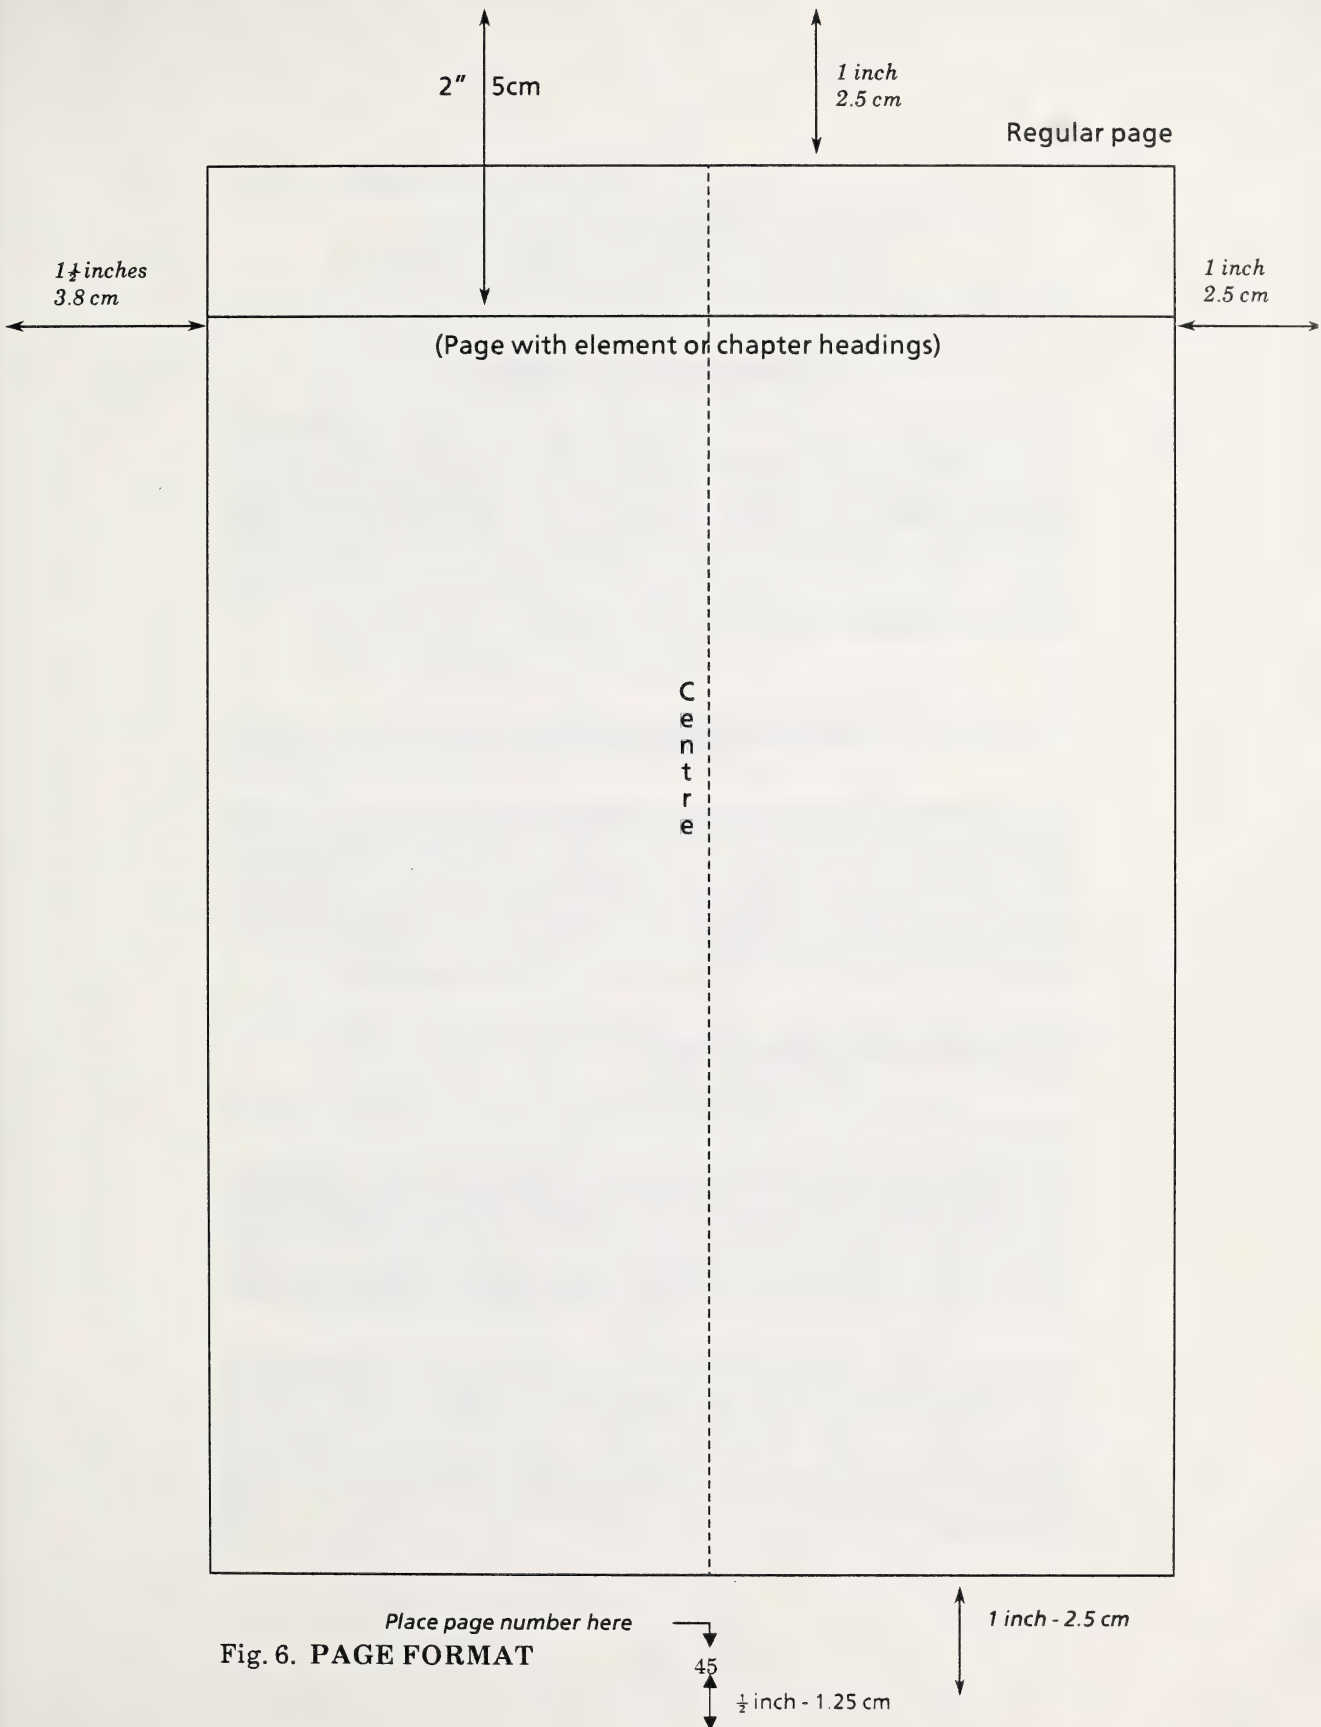 2" 5cm
1 inch
2.5 cm
Regular page
1½ inches
3.8 cm
1 inch
2.5 cm
(Page with element or chapter headings)
Centre
Place page number here
1 inch - 2.5 cm
Fig. 6. PAGE FORMAT
45
½ inch - 1.25 cm